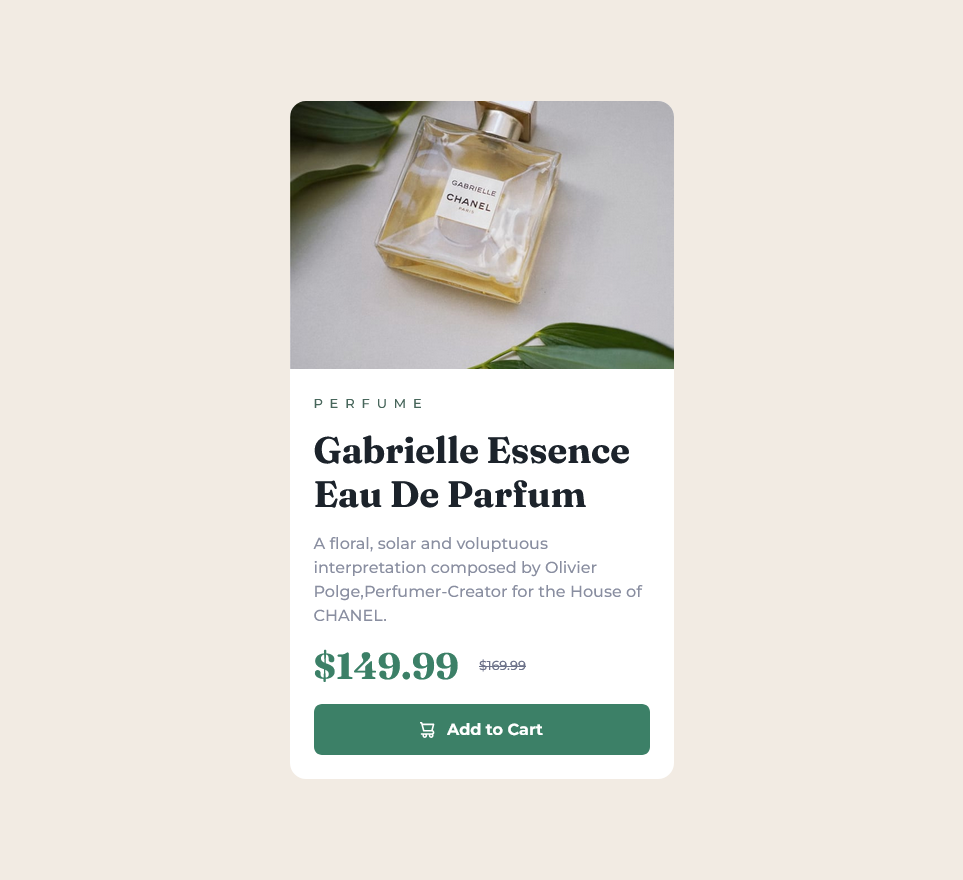 GABRIELLE
CHANEL
PARIS
PERFUME
Gabrielle Essence
Eau De Parfum
A floral, solar and voluptuous
interpretation composed by Olivier
Polge,Perfumer-Creator for the House of
CHANEL.
$149.99 $169.99
Add to Cart